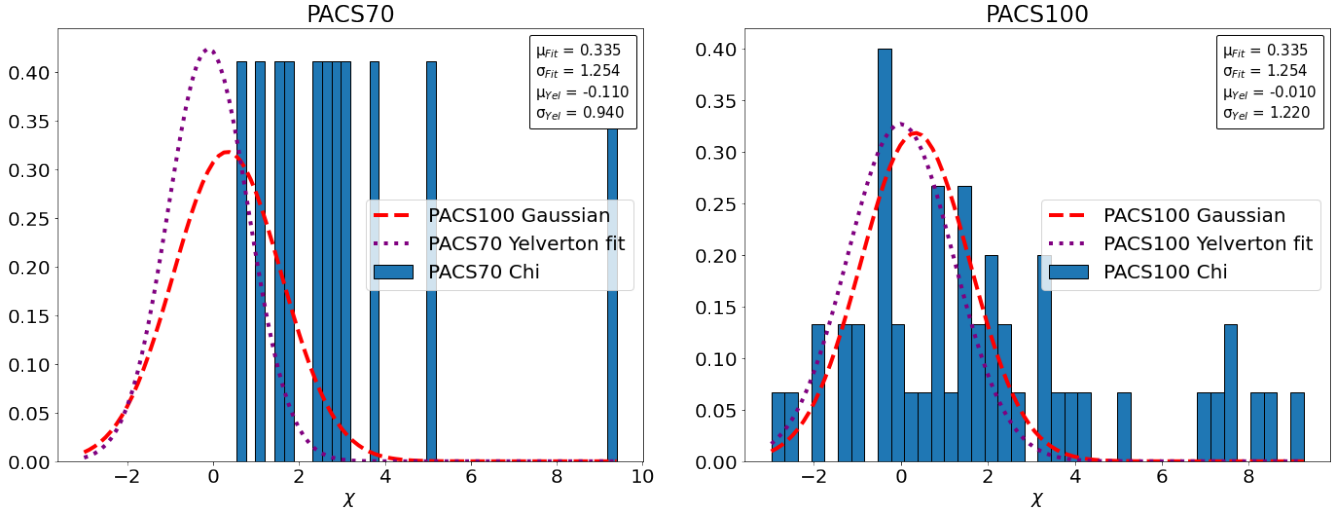 PACS70
μFit = 0.335
σFit = 1.254
μYel = -0.110
σYel = 0.940
PACS100 Gaussian
PACS70 Yelverton fit
PACS70 Chi
0.40
0.35
0.30
0.25
0.20
0.15
0.10
0.05
0.00
−2 0 2 4 6 8 10
χ
PACS100
μFit = 0.335
σFit = 1.254
μYel = -0.010
σYel = 1.220
PACS100 Gaussian
PACS100 Yelverton fit
PACS100 Chi
0.40
0.35
0.30
0.25
0.20
0.15
0.10
0.05
0.00
−2 0 2 4 6 8
χ